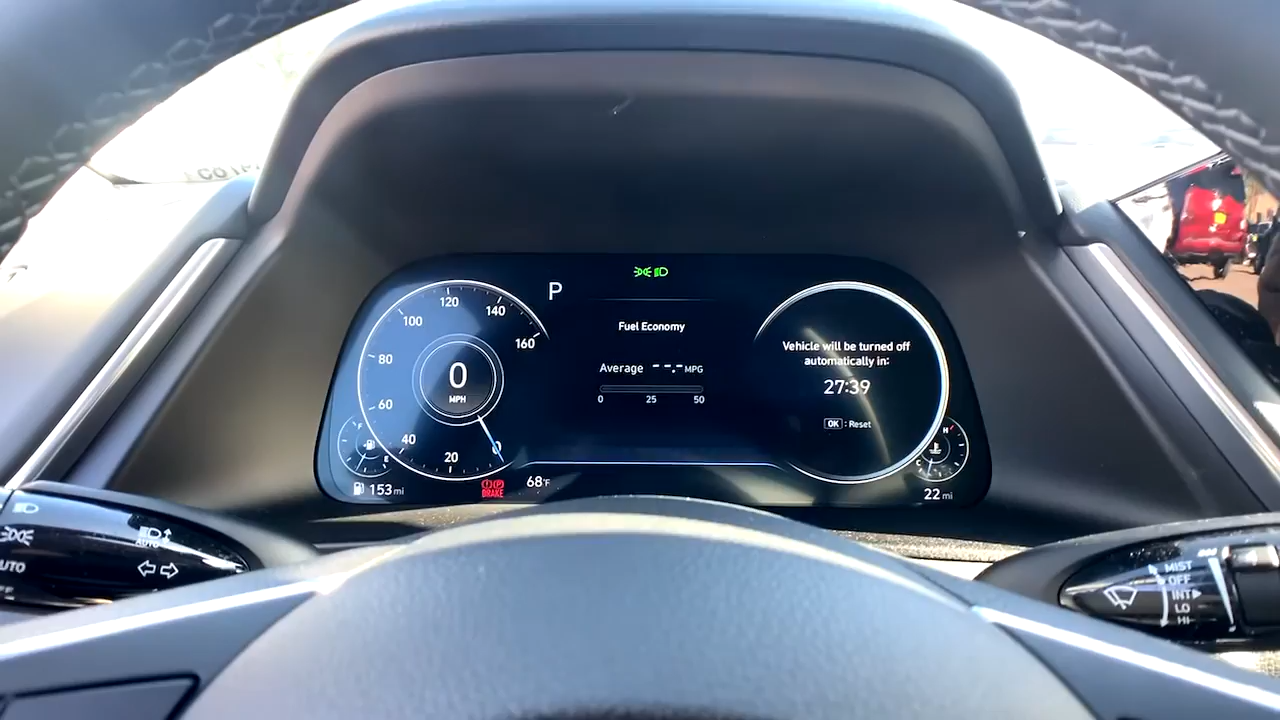 P
Fuel Economy
Average --.- MPG
0 25 50
Vehicle will be turned off
automatically in:
27:39
OK : Reset
0
MPH
0
20
40
60
80
100
120
140
160
F
E
H
C
153 mi
BRAKE
68°F
22 mi
AUTO
AUTO
MIST
OFF
INT
LO
HI